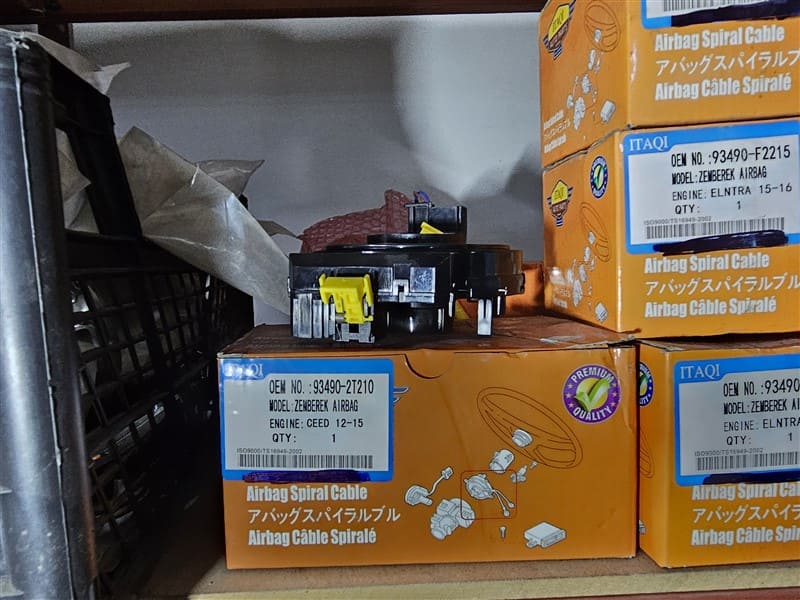 Airbag Spiral Cable
アバッグスパイラルブ
Airbag Câble Spiralé
ITAQI
OEM NO.:93490-F2215
MODEL:ZEMBEREK AIRBAG
ENGINE:ELNTRA 15-16
QTY: 1
ISO9000/TS16949-2002
Airbag Spiral Cable
アバッグスパイラルブル
Airbag Câble Spiralé
ITAQI
OEM NO.:93490-2T210
MODEL:ZEMBEREK AIRBAG
ENGINE:CEED 12-15
QTY: 1
ISO9000/TS16949-2002
PREMIUM
QUALITY
Airbag Spiral Cable
アバッグスパイラルブル
Airbag Câble Spiralé
ITAQI
OEM NO.:93490
MODEL:ZEMBEREK AI
ENGINE:ELNTRA
QTY: 1
ISO9000/TS16949-2002
Airbag Spiral Cable
アバッグスパイラル
Airbag Câble Spiralé